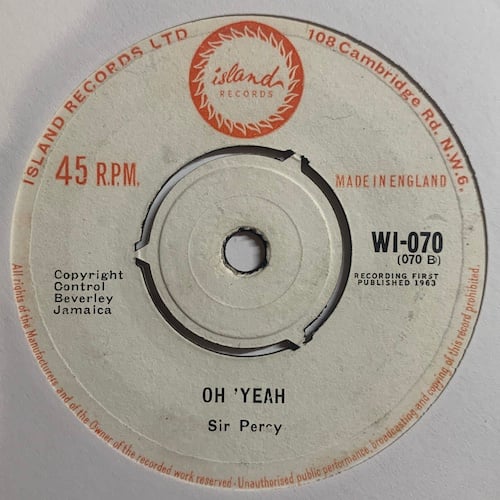 ISLAND RECORDS LTD
108 Cambridge Rd. N.W.6.
island
RECORDS
45 R.P.M.
MADE IN ENGLAND
WI-070
(070 B)
RECORDING FIRST
PUBLISHED 1963
Copyright
Control
Beverley
Jamaica
OH 'YEAH
Sir Percy
All rights of the Manufacturers and of the Owner of the recorded work reserved - Unauthorised public performance, broadcasting and copying of this record prohibited.